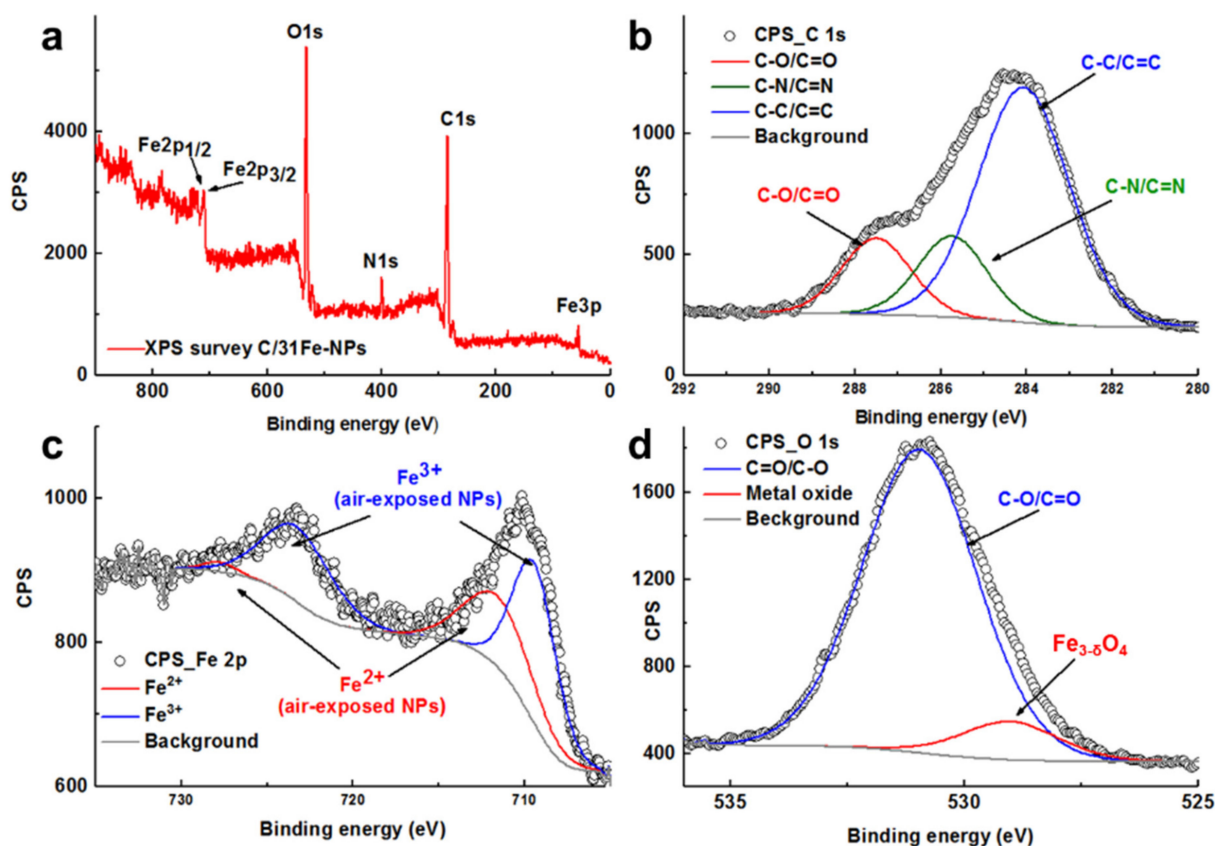 a
O1s
C1s
Fe2p1/2
Fe2p3/2
N1s
Fe3p
XPS survey C/31Fe-NPs
CPS
4000
2000
0
800 600 400 200 0
Binding energy (eV)
b
CPS_C 1s
C-O/C=O
C-N/C=N
C-C/C=C
Background
C-C/C=C
C-N/C=N
C-O/C=O
CPS
1000
500
0
292 290 288 286 284 282 280
Binding energy (eV)
c
Fe3+
(air-exposed NPs)
Fe2+
(air-exposed NPs)
CPS_Fe 2p
Fe2+
Fe3+
Background
CPS
1000
800
600
730 720 710
Binding energy (eV)
d
CPS_O 1s
C=O/C-O
Metal oxide
Beckground
C-O/C=O
Fe3-δO4
CPS
1600
1200
800
400
535 530 525
Binding energy (eV)